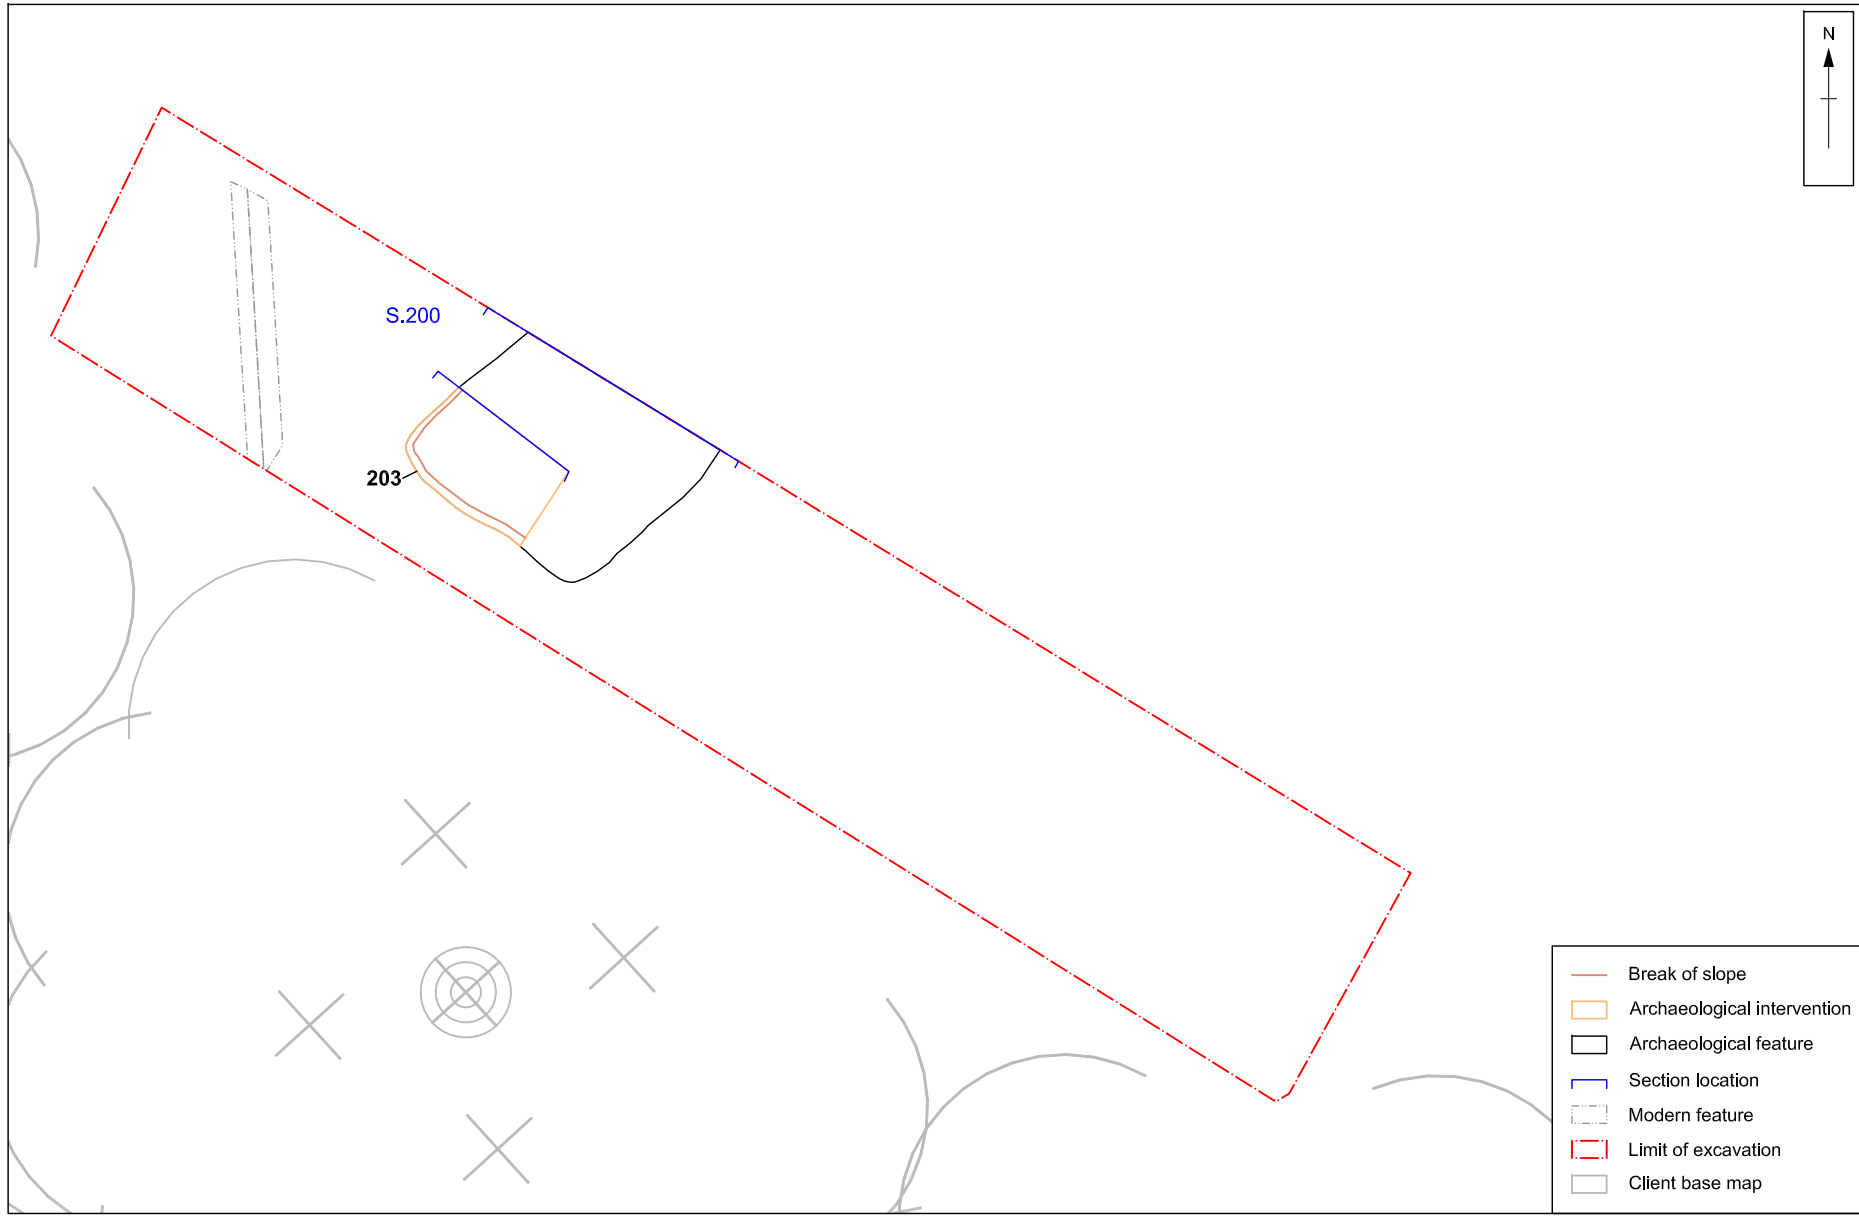 N
S.200
203
Break of slope
Archaeological intervention
Archaeological feature
Section location
Modern feature
Limit of excavation
Client base map